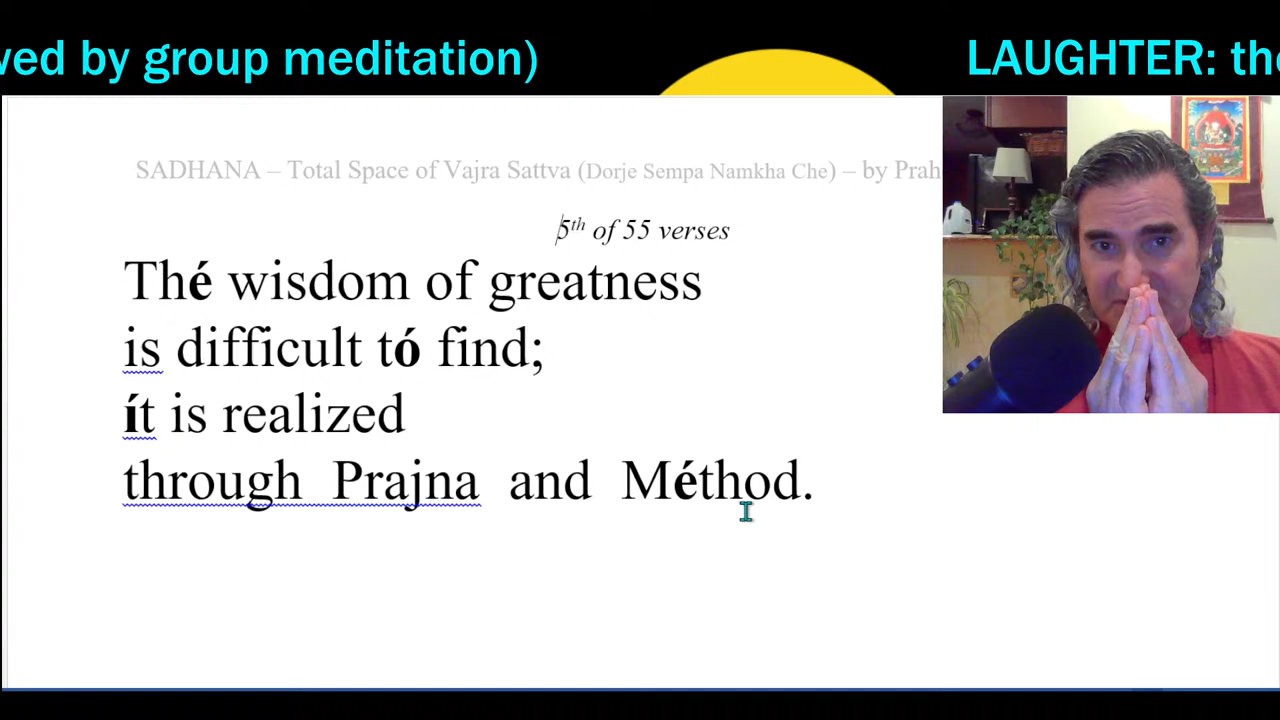 ved by group meditation) LAUGHTER: the
SADHANA – Total Space of Vajra Sattva (Dorje Sempa Namkha Che) – by Prah
5th of 55 verses
Thé wisdom of greatness
is difficult tó find;
ít is realized
through Prajna and Méthod.